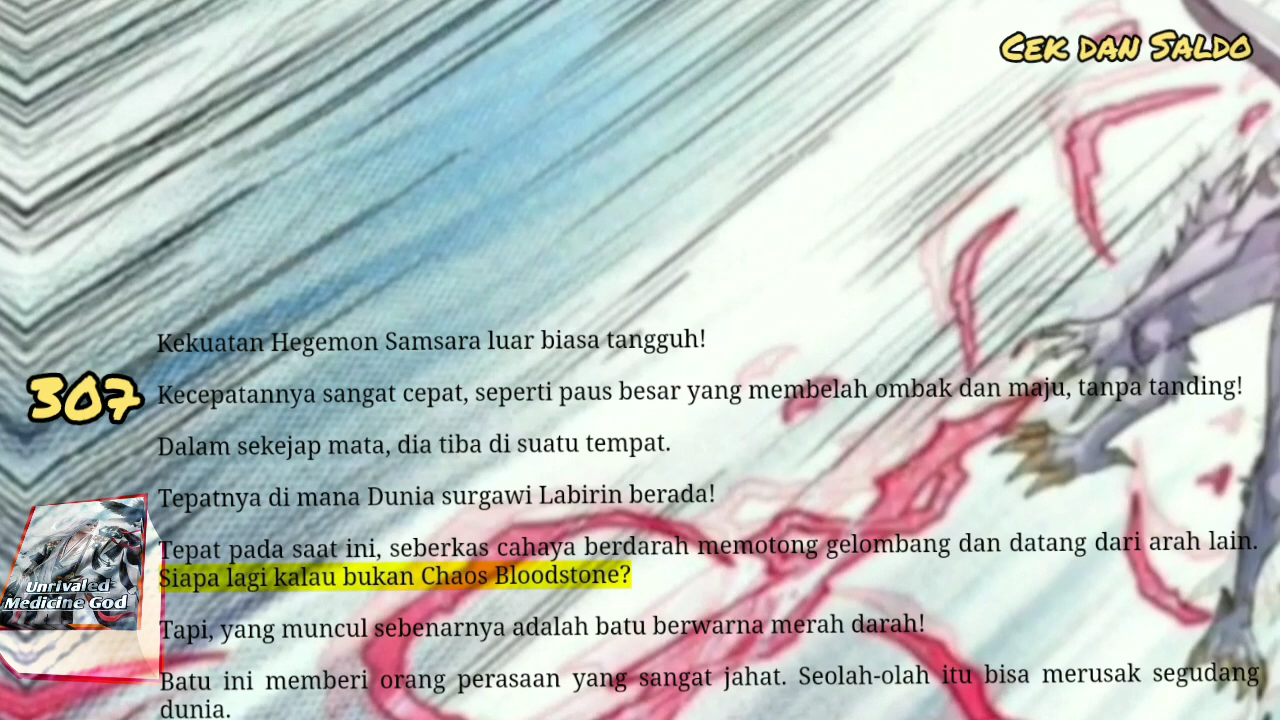 Cek dan Saldo
Kekuatan Hegemon Samsara luar biasa tangguh!
307
Kecepatannya sangat cepat, seperti paus besar yang membelah ombak dan maju, tanpa tanding!
Dalam sekejap mata, dia tiba di suatu tempat.
Tepatnya di mana Dunia surgawi Labirin berada!
Tepat pada saat ini, seberkas cahaya berdarah memotong gelombang dan datang dari arah lain.
Siapa lagi kalau bukan Chaos Bloodstone?
Unrivaled
Medicine God
Tapi, yang muncul sebenarnya adalah batu berwarna merah darah!
Batu ini memberi orang perasaan yang sangat jahat. Seolah-olah itu bisa merusak segudang
dunia.